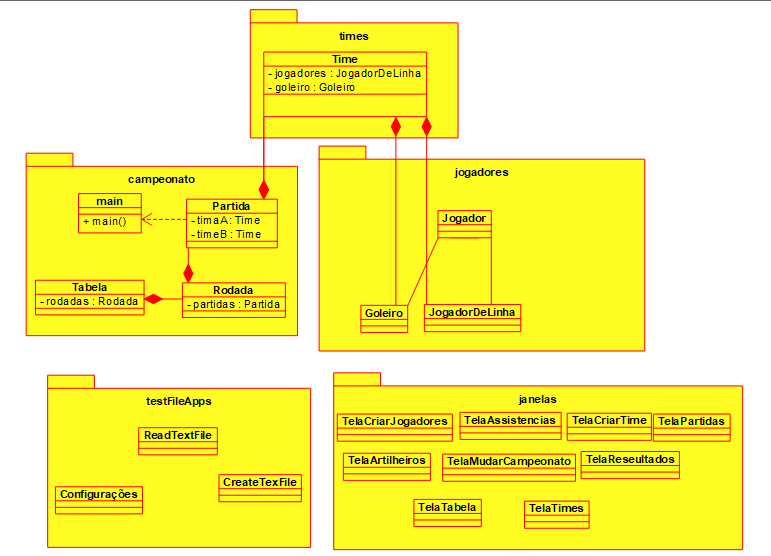 times
Time
- jogadores : JogadorDeLinha
- goleiro : Goleiro
campeonato
main
+ main()
Partida
- timaA : Time
- timeB : Time
Tabela
- rodadas : Rodada
Rodada
- partidas : Partida
jogadores
Jogador
Goleiro
JogadorDeLinha
testFileApps
ReadTextFile
Configurações
CreateTexFile
janelas
TelaCriarJogadores
TelaAssistencias
TelaCriarTime
TelaPartidas
TelaArtilheiros
TelaMudarCampeonato
TelaReseultados
TelaTabela
TelaTimes